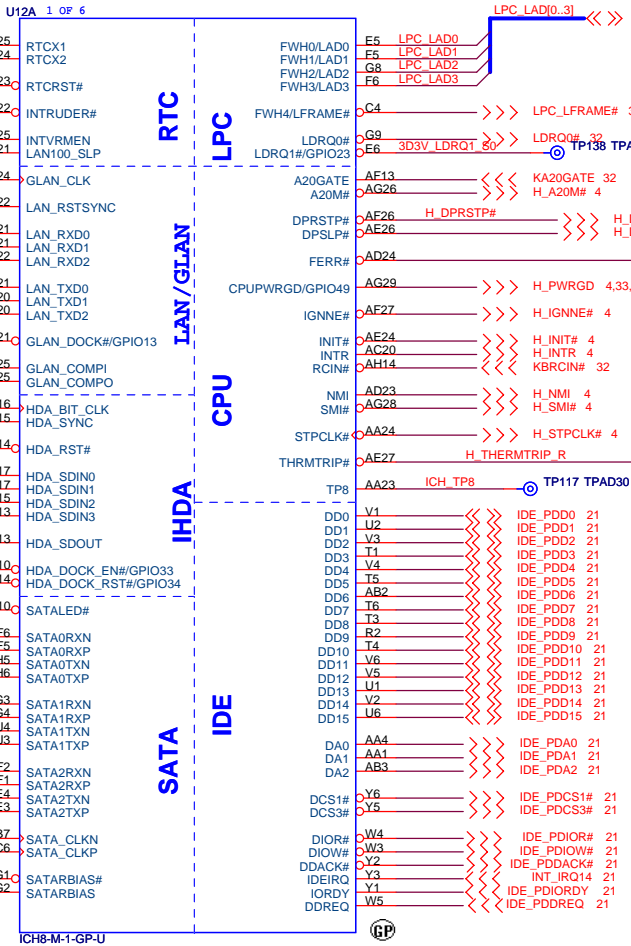 U12A 1 OF 6
LPC_LAD[0..3]
RTCX1 FWH0/LAD0 E5 LPC_LAD0
RTCX2 FWH1/LAD1 F5 LPC_LAD1
FWH2/LAD2 G8 LPC_LAD2
RTCRST# FWH3/LAD3 F6 LPC_LAD3
INTRUDER# FWH4/LFRAME# C4 LPC_LFRAME#
RTC LPC
INTVRMEN LDRQ0# G9 LDRQ0# 32
LAN100_SLP LDRQ1#/GPIO23 E6 3D3V_LDRQ1_S0 TP138
GLAN_CLK A20GATE AF13 KA20GATE 32
A20M# AG26 H_A20M# 4
LAN_RSTSYNC
DPRSTP# AF26 H_DPRSTP#
LAN_RXD0 DPSLP# AE26
LAN_RXD1
LAN_RXD2 FERR# AD24
LAN_TXD0 CPUPWRGD/GPIO49 AG29 H_PWRGD 4,33,
LAN_TXD1
LAN_TXD2 IGNNE# AF27 H_IGNNE# 4
LAN/GLAN
GLAN_DOCK#/GPIO13 INIT# AE24 H_INIT# 4
INTR AC20 H_INTR 4
GLAN_COMPI RCIN# AH14 KBRCIN# 32
GLAN_COMPO
CPU
NMI AD23 H_NMI 4
HDA_BIT_CLK SMI# AG28 H_SMI# 4
HDA_SYNC
STPCLK# AA24 H_STPCLK# 4
HDA_RST#
THRMTRIP# AE27 H_THERMTRIP_R
HDA_SDIN0
HDA_SDIN1 TP8 AA23 ICH_TP8 TP117 TPAD30
HDA_SDIN2
HDA_SDIN3 DD0 V1 IDE_PDD0 21
IHDA
DD1 U2 IDE_PDD1 21
HDA_SDOUT DD2 V3 IDE_PDD2 21
DD3 T1 IDE_PDD3 21
HDA_DOCK_EN#/GPIO33 DD4 V4 IDE_PDD4 21
HDA_DOCK_RST#/GPIO34 DD5 T5 IDE_PDD5 21
DD6 AB2 IDE_PDD6 21
SATALED# DD7 T6 IDE_PDD7 21
DD8 T3 IDE_PDD8 21
SATA0RXN DD9 R2 IDE_PDD9 21
SATA0RXP DD10 T4 IDE_PDD10 21
SATA0TXN DD11 V6 IDE_PDD11 21
SATA0TXP DD12 V5 IDE_PDD12 21
DD13 U1 IDE_PDD13 21
SATA1RXN DD14 V2 IDE_PDD14 21
SATA1RXP DD15 U6 IDE_PDD15 21
SATA1TXN
SATA1TXP DA0 AA4 IDE_PDA0 21
SATA IDE
DA1 AA1 IDE_PDA1 21
SATA2RXN DA2 AB3 IDE_PDA2 21
SATA2RXP
SATA2TXN DCS1# Y6 IDE_PDCS1# 21
SATA2TXP DCS3# Y5 IDE_PDCS3# 21
SATA_CLKN DIOR# W4 IDE_PDIOR# 21
SATA_CLKP DIOW# W3 IDE_PDIOW# 21
DDACK# Y2 IDE_PDDACK# 21
SATARBIAS# IDEIRQ Y3 INT_IRQ14 21
SATARBIAS IORDY Y1 IDE_PDIORDY 21
DDREQ W5 IDE_PDDREQ 21
ICH8-M-1-GP-U
GP